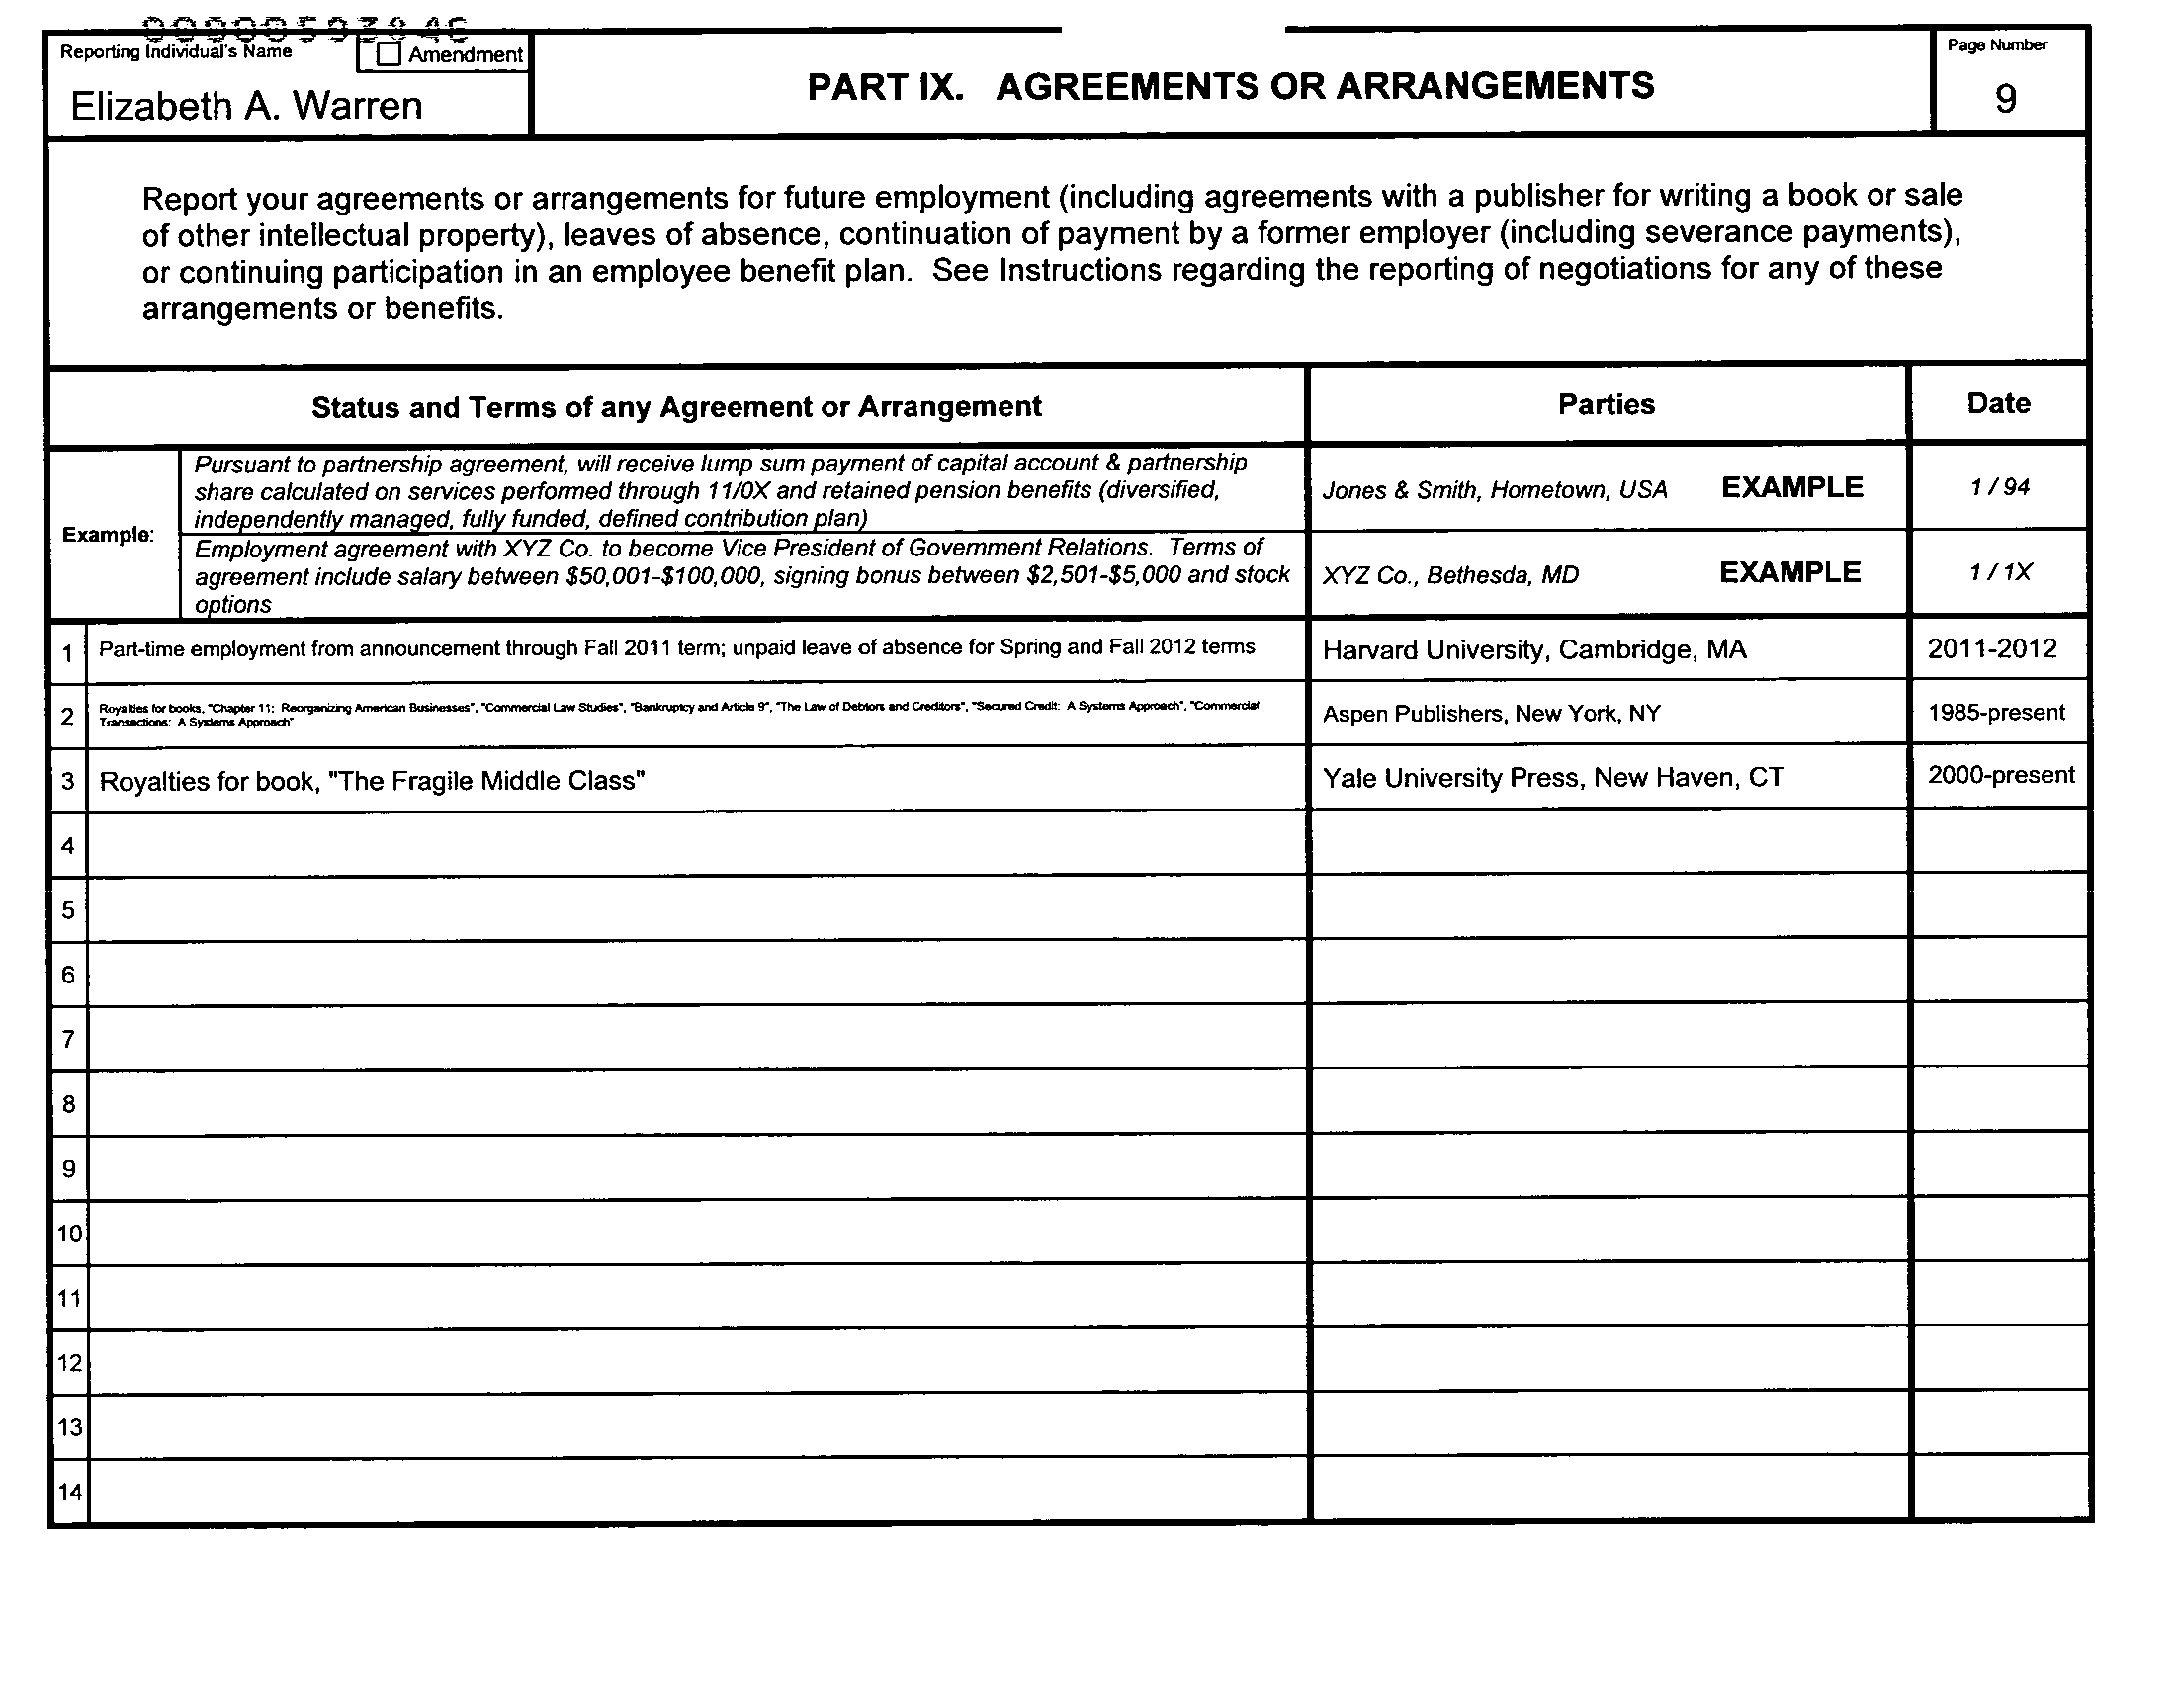 Reporting Individual's Name
Amendment
Elizabeth A. Warren
PART IX. AGREEMENTS OR ARRANGEMENTS
Page Number
9
Report your agreements or arrangements for future employment (including agreements with a publisher for writing a book or sale
of other intellectual property), leaves of absence, continuation of payment by a former employer (including severance payments),
or continuing participation in an employee benefit plan. See Instructions regarding the reporting of negotiations for any of these
arrangements or benefits.
Status and Terms of any Agreement or Arrangement
Parties
Date
Example:
Pursuant to partnership agreement, will receive lump sum payment of capital account & partnership
share calculated on services performed through 11/0X and retained pension benefits (diversified,
independently managed, fully funded, defined contribution plan)
Jones & Smith, Hometown, USA EXAMPLE
1 / 94
Employment agreement with XYZ Co. to become Vice President of Government Relations. Terms of
agreement include salary between $50,001-$100,000, signing bonus between $2,501-$5,000 and stock
options
XYZ Co., Bethesda, MD EXAMPLE
1 / 1X
1 Part-time employment from announcement through Fall 2011 term; unpaid leave of absence for Spring and Fall 2012 terms
Harvard University, Cambridge, MA
2011-2012
2 Royalties for books, "Chapter 11: Reorganizing American Businesses", "Commercial Law Studies", "Bankruptcy and Article 9", "The Law of Debtors and Creditors", "Secured Credit: A Systems Approach", "Commercial
Transactions: A Systems Approach"
Aspen Publishers, New York, NY
1985-present
3 Royalties for book, "The Fragile Middle Class"
Yale University Press, New Haven, CT
2000-present
4
5
6
7
8
9
10
11
12
13
14